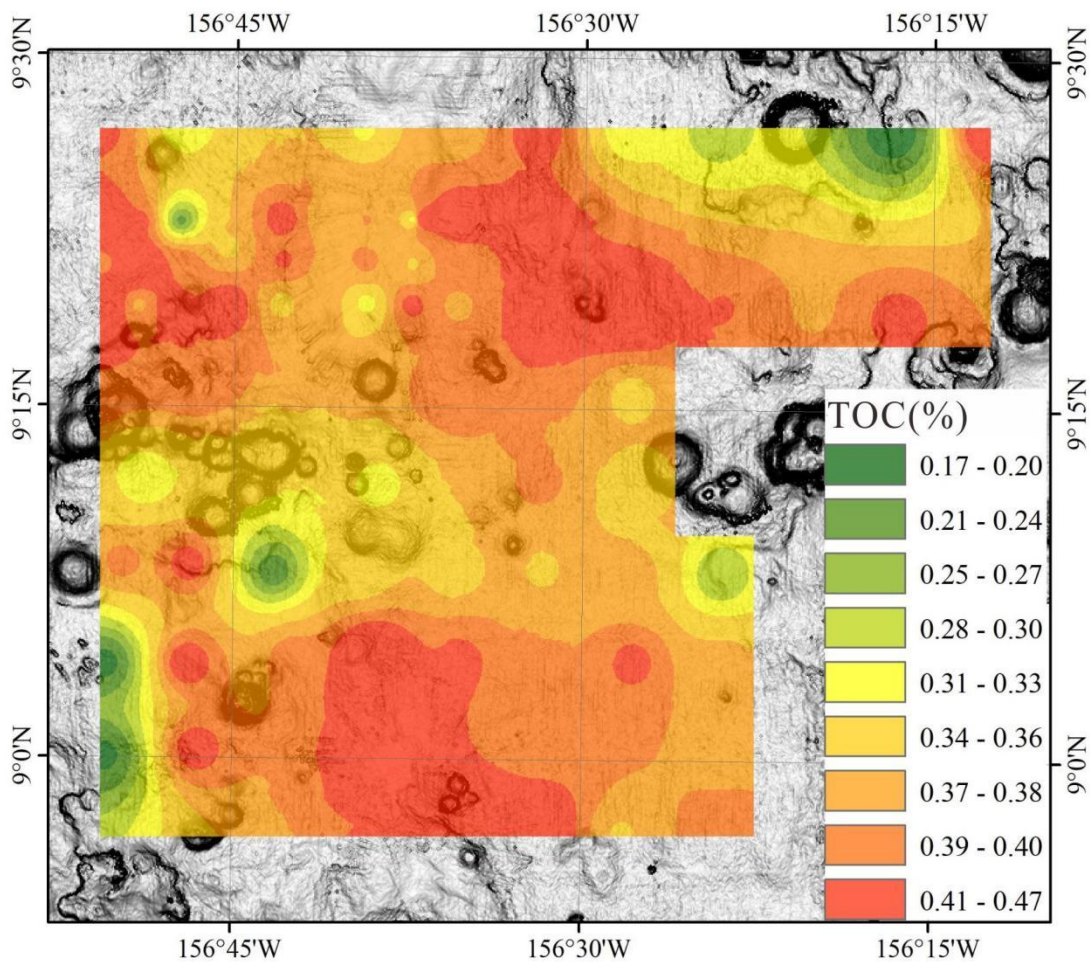 156°45'W 156°30'W 156°15'W
9°30'N 9°30'N
9°15'N 9°15'N
TOC(%)
0.17 - 0.20
0.21 - 0.24
0.25 - 0.27
0.28 - 0.30
0.31 - 0.33
0.34 - 0.36
0.37 - 0.38
0.39 - 0.40
0.41 - 0.47
9°0'N 9°0'N
156°45'W 156°30'W 156°15'W